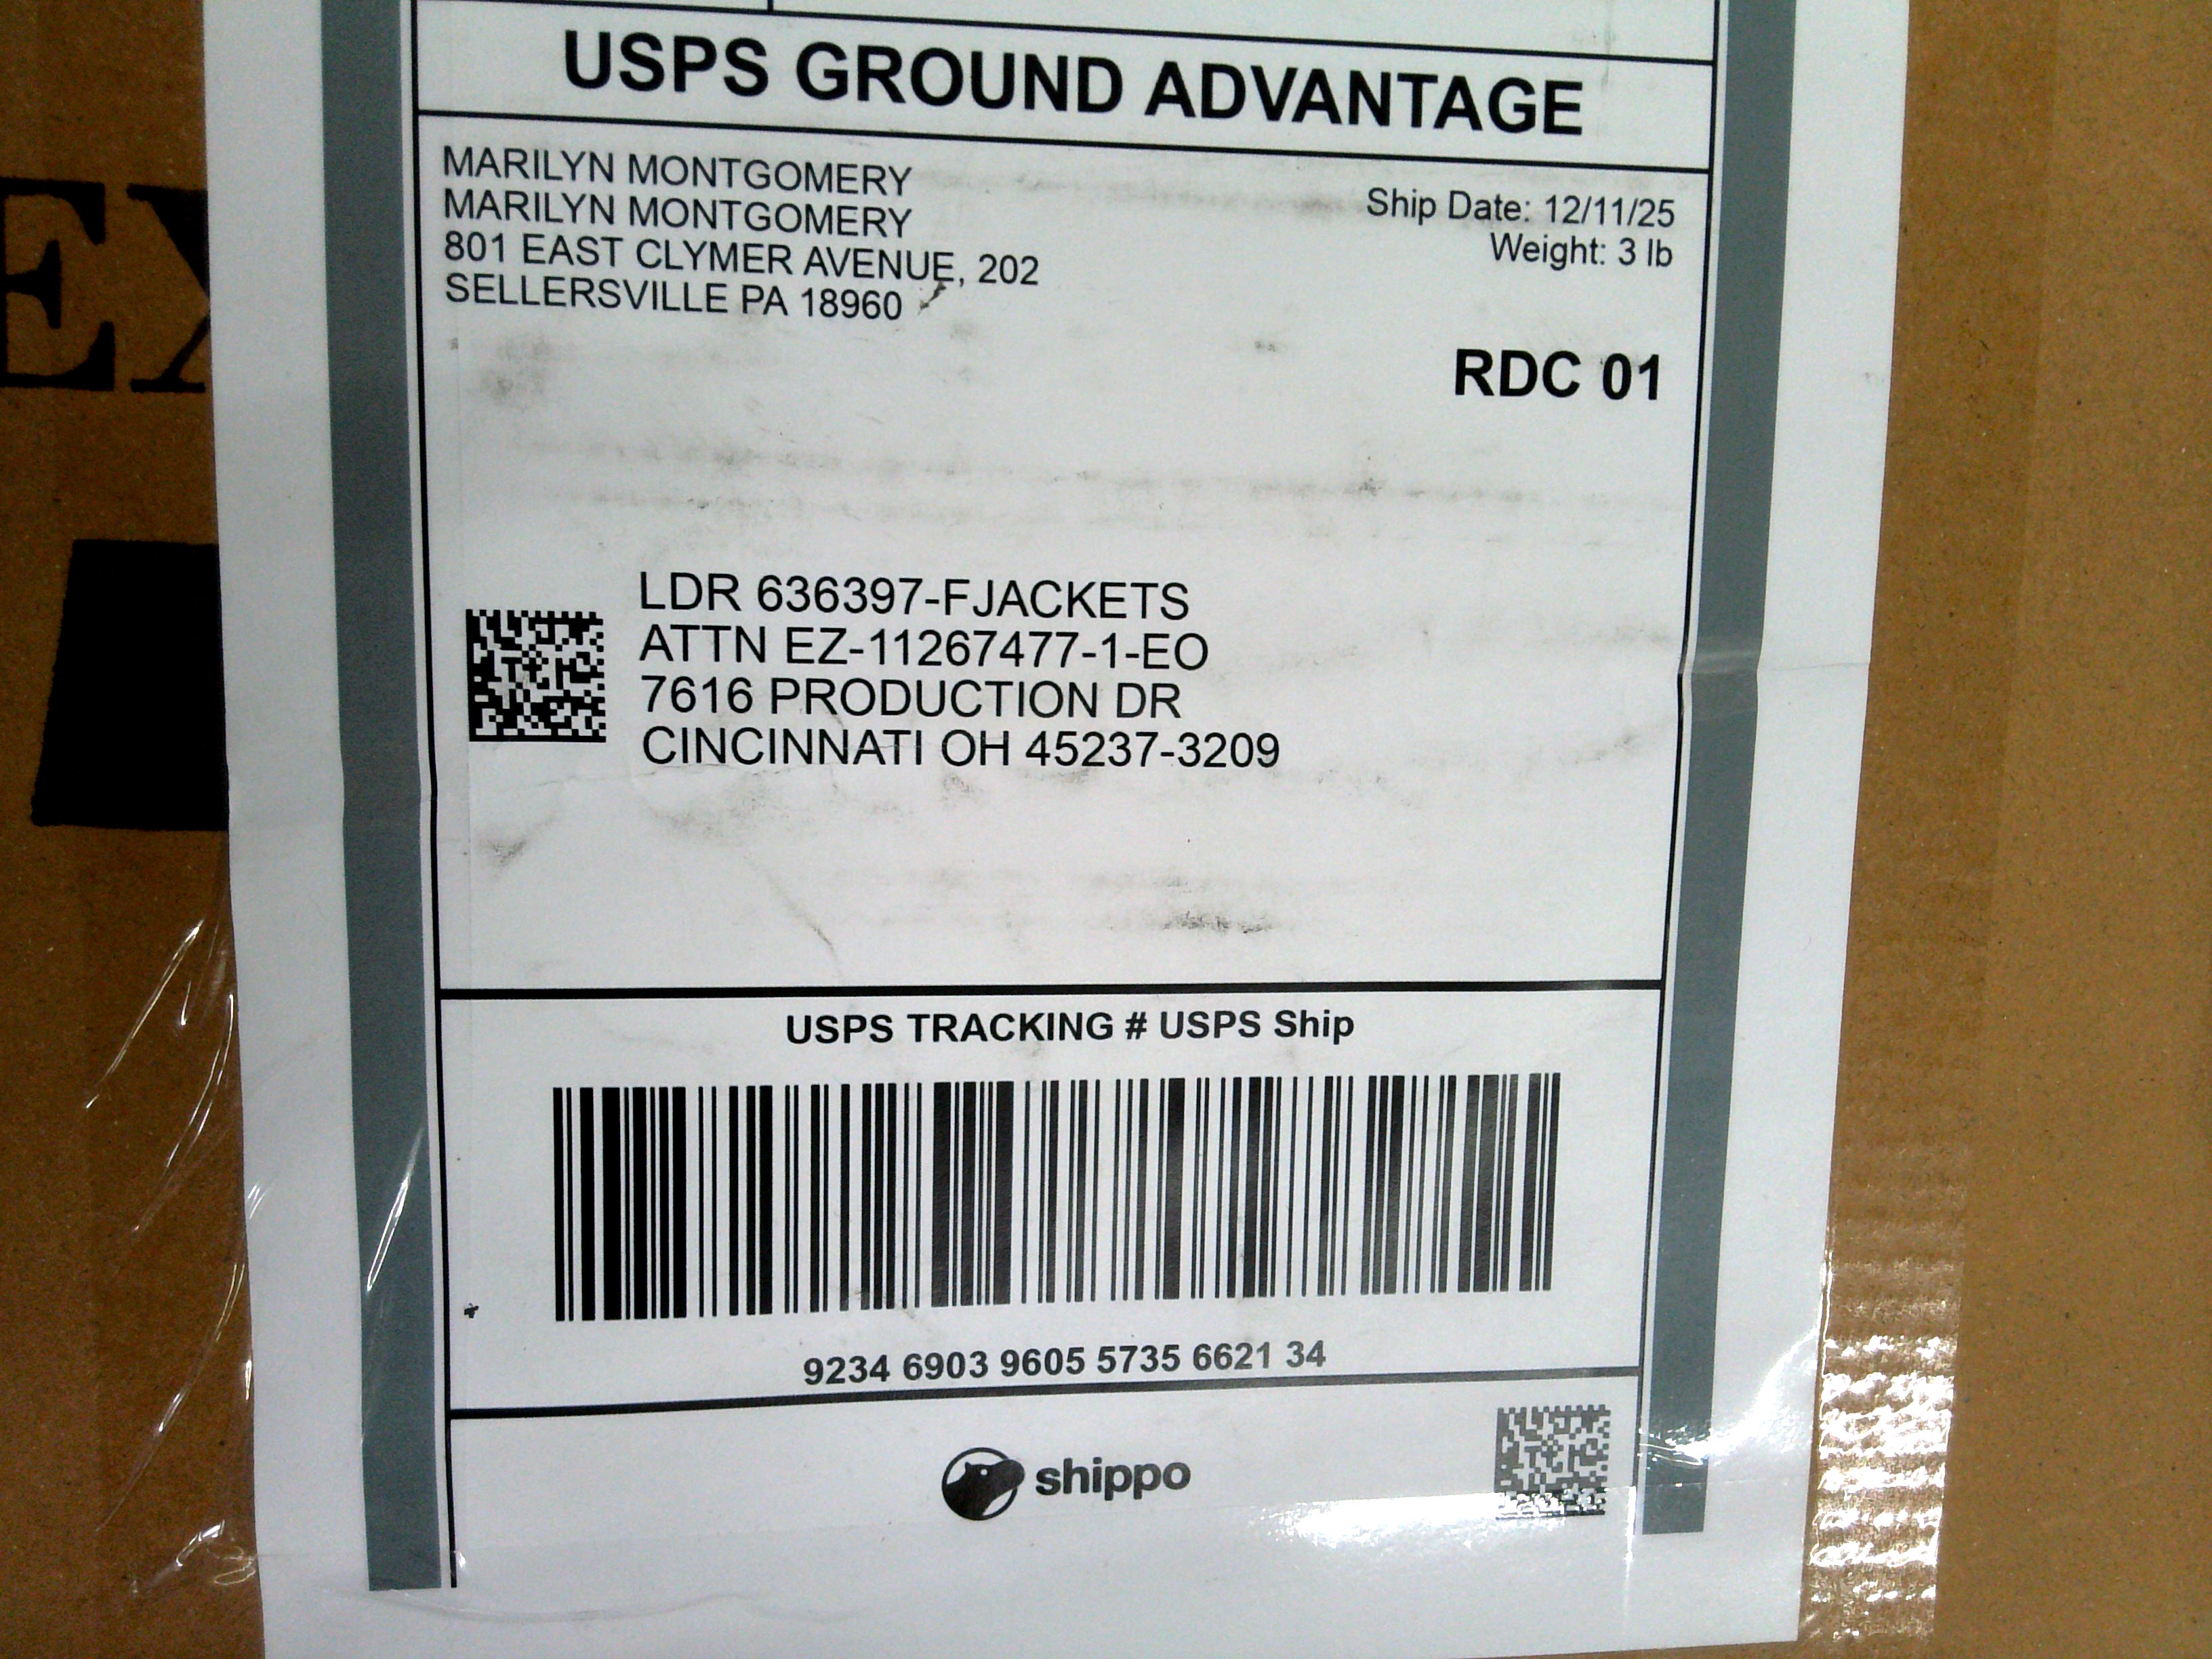 USPS GROUND ADVANTAGE
MARILYN MONTGOMERY
MARILYN MONTGOMERY
801 EAST CLYMER AVENUE, 202
SELLERSVILLE PA 18960
Ship Date: 12/11/25
Weight: 3 lb
RDC 01
LDR 636397-FJACKETS
ATTN EZ-11267477-1-EO
7616 PRODUCTION DR
CINCINNATI OH 45237-3209
USPS TRACKING # USPS Ship
9234 6903 9605 5735 6621 34
shippo